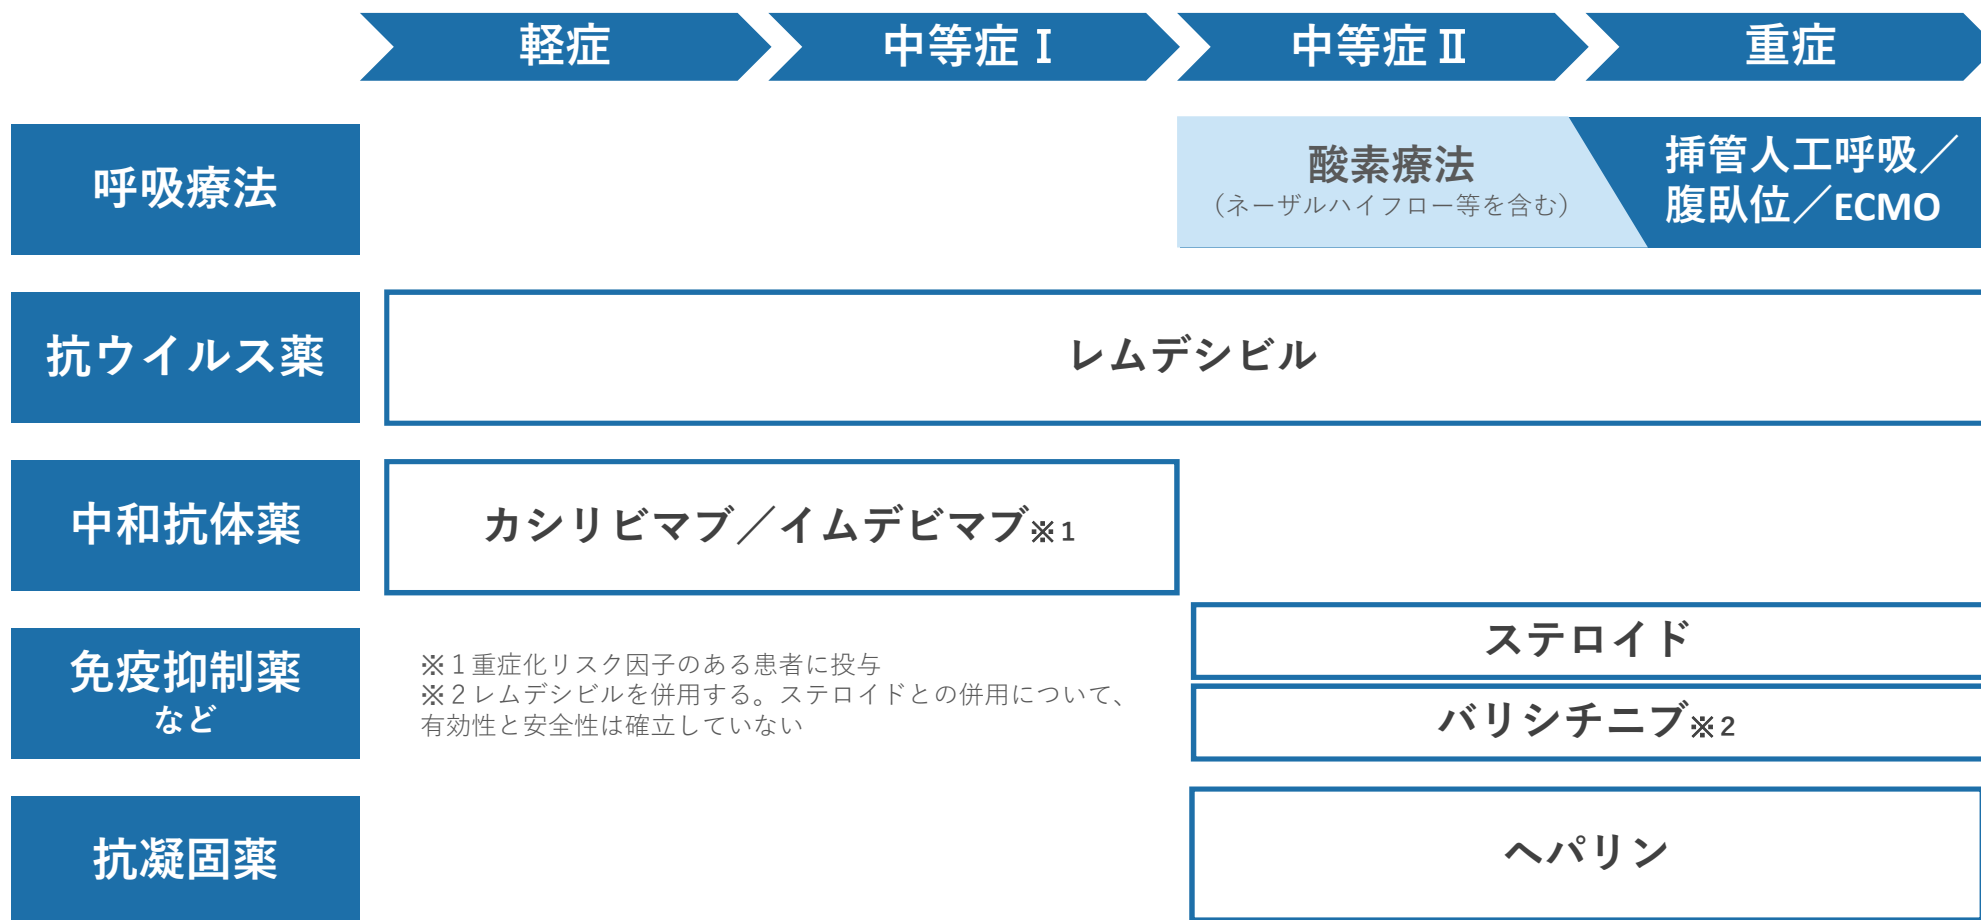 軽症
中等症Ⅰ
中等症Ⅱ
重症
呼吸療法
酸素療法
（ネーザルハイフロー等を含む）
挿管人工呼吸／
腹臥位／ECMO
抗ウイルス薬
レムデシビル
中和抗体薬
カシリビマブ／イムデビマブ※1
免疫抑制薬
など
※１重症化リスク因子のある患者に投与
※２レムデシビルを併用する。ステロイドとの併用について、
有効性と安全性は確立していない
ステロイド
バリシチニブ※2
抗凝固薬
ヘパリン